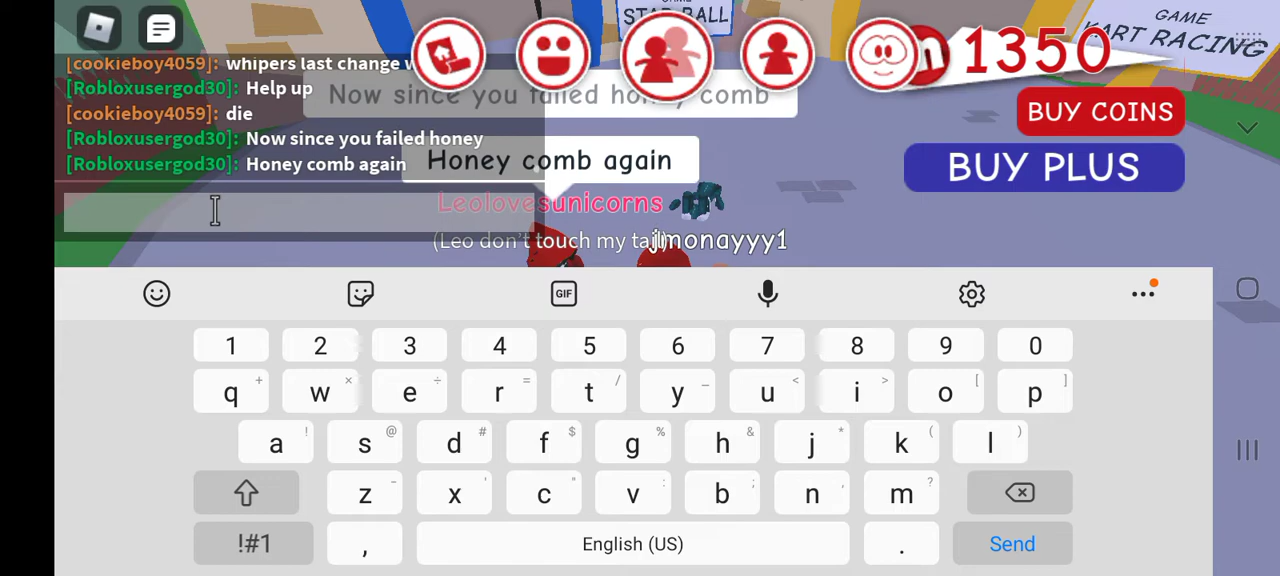 GAME
STAR BALL
GAME
KART RACING
1350
BUY COINS
BUY PLUS
[cookieboy4059]: whipers last change
[Robloxusergod30]: Help up
[cookieboy4059]: die
[Robloxusergod30]: Now since you failed honey
[Robloxusergod30]: Honey comb again
Now since you failed honey comb
Honey comb again
Leolovesunicorns
(Leo don't touch my
jlmonayyy1
GIF
1 2 3 4 5 6 7 8 9 0
q + w × e ÷ r = t / y _ u < i > o [ p ]
a ! s @ d # f $ g % h & j * k ( l )
z - x ' c " v : b ; n , m ?
!#1 , English (US) . Send